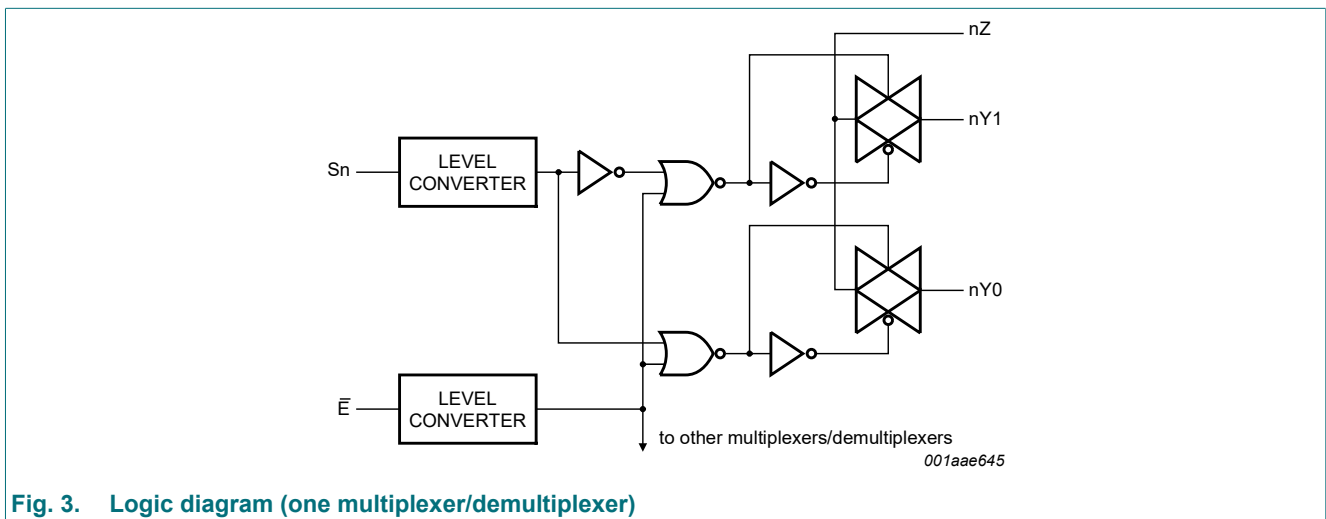 nZ
nY1
Sn
LEVEL
CONVERTER
nY0
E̅
LEVEL
CONVERTER
to other multiplexers/demultiplexers
001aae645
Fig. 3. Logic diagram (one multiplexer/demultiplexer)